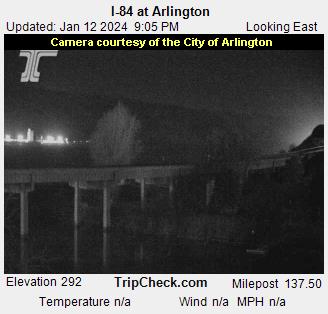 I-84 at Arlington
Updated: Jan 12 2024 9:05 PM Looking East
Camera courtesy of the City of Arlington
Elevation 292 TripCheck.com Milepost 137.50
Temperature n/a Wind n/a MPH n/a